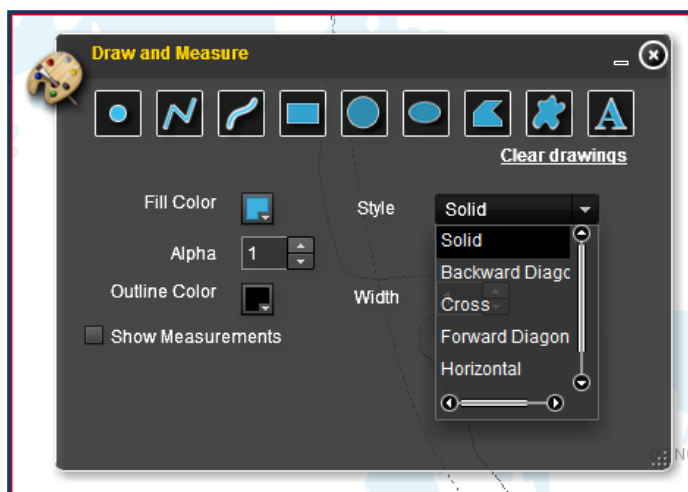 Draw and Measure
A
Clear drawings
Fill Color
Style
Solid
Alpha
1
Outline Color
Width
Show Measurements
Solid
Backward Diago
Cross
Forward Diagon
Horizontal